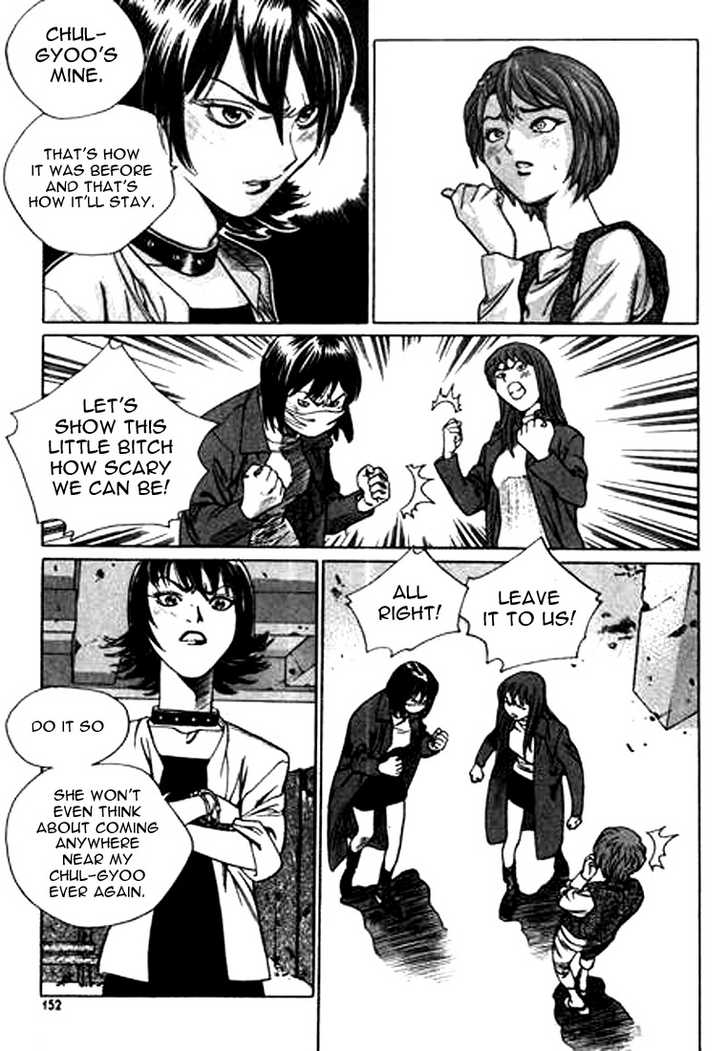 CHUL-
GYOO'S
MINE.
THAT'S HOW
IT WAS BEFORE
AND THAT'S
HOW IT'LL STAY.
LET'S
SHOW THIS
LITTLE BITCH
HOW SCARY
WE CAN BE!
DO IT SO
SHE WON'T
EVEN THINK
ABOUT COMING
ANYWHERE
NEAR MY
CHUL-GYOO
EVER AGAIN.
ALL
RIGHT!
LEAVE
IT TO US!
152